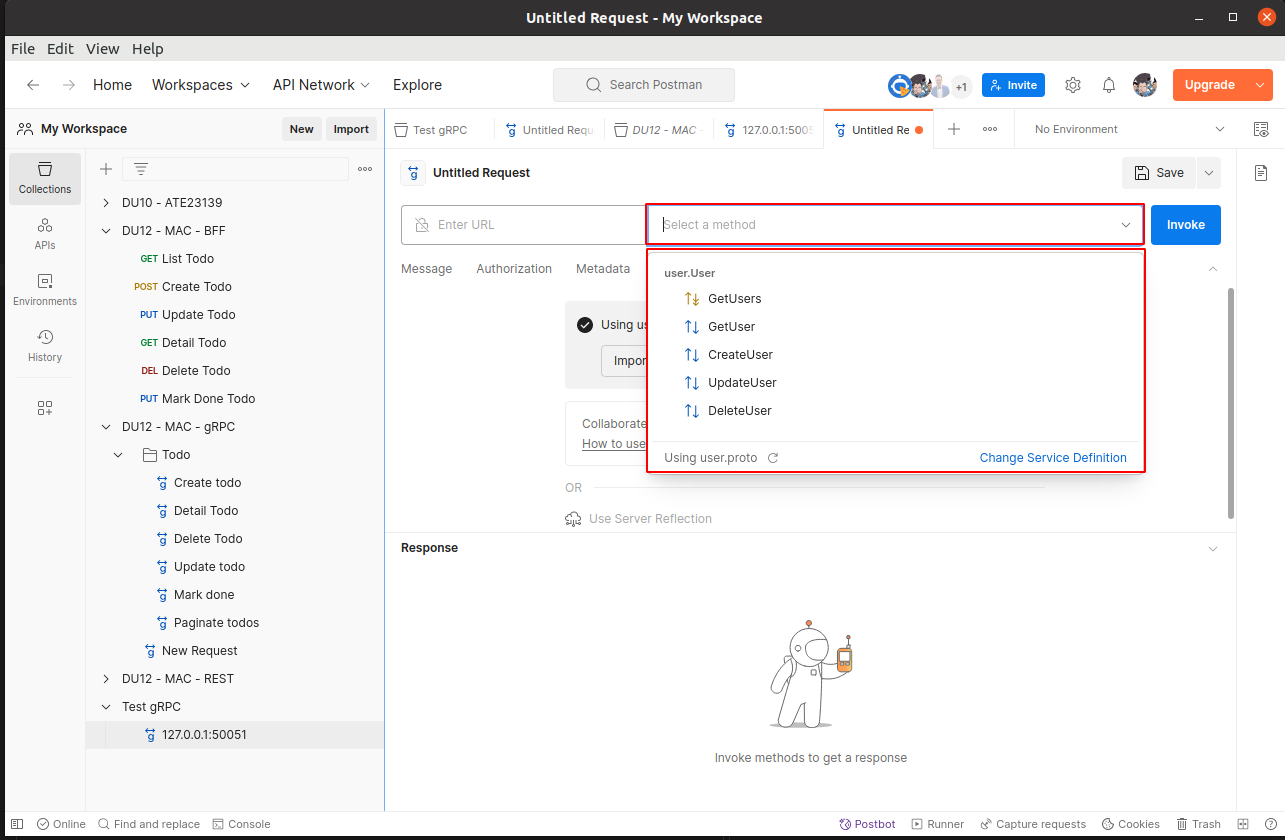 Untitled Request - My Workspace
File Edit View Help
Home Workspaces API Network Explore
Search Postman
+1
Invite
Upgrade
My Workspace
New
Import
Test gRPC
Untitled Requ
DU12 - MAC
127.0.0.1:5005
Untitled Re
No Environment
Collections
APIs
Environments
History
DU10 - ATE23139
DU12 - MAC - BFF
GET List Todo
POST Create Todo
PUT Update Todo
GET Detail Todo
DEL Delete Todo
PUT Mark Done Todo
DU12 - MAC - gRPC
Todo
Create todo
Detail Todo
Delete Todo
Update todo
Mark done
Paginate todos
New Request
DU12 - MAC - REST
Test gRPC
127.0.0.1:50051
Untitled Request
Save
Enter URL
Select a method
Invoke
Message Authorization Metadata
Using us
Impor
Collaborate
How to use
OR
Use Server Reflection
user.User
GetUsers
GetUser
CreateUser
UpdateUser
DeleteUser
Using user.proto
Change Service Definition
Response
Invoke methods to get a response
Online Find and replace Console
Postbot Runner Capture requests Cookies Trash